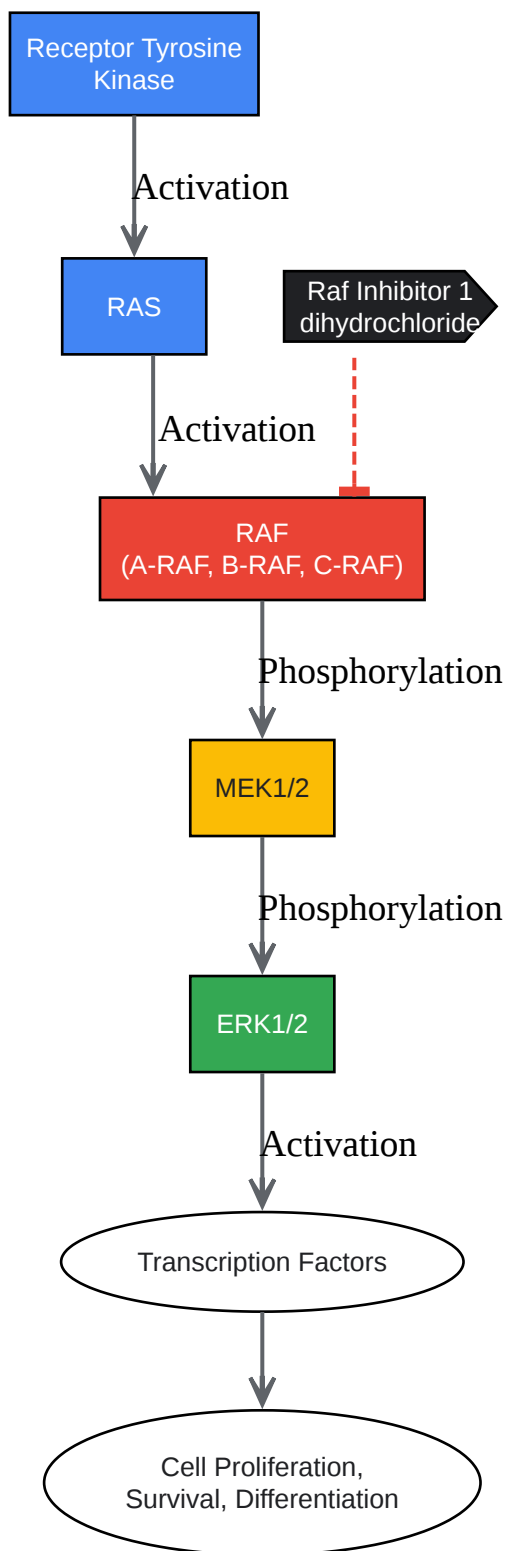 Receptor Tyrosine
Kinase
Activation
RAS
Raf Inhibitor 1
dihydrochloride
Activation
RAF
(A-RAF, B-RAF, C-RAF)
Phosphorylation
MEK1/2
Phosphorylation
ERK1/2
Activation
Transcription Factors
Cell Proliferation,
Survival, Differentiation